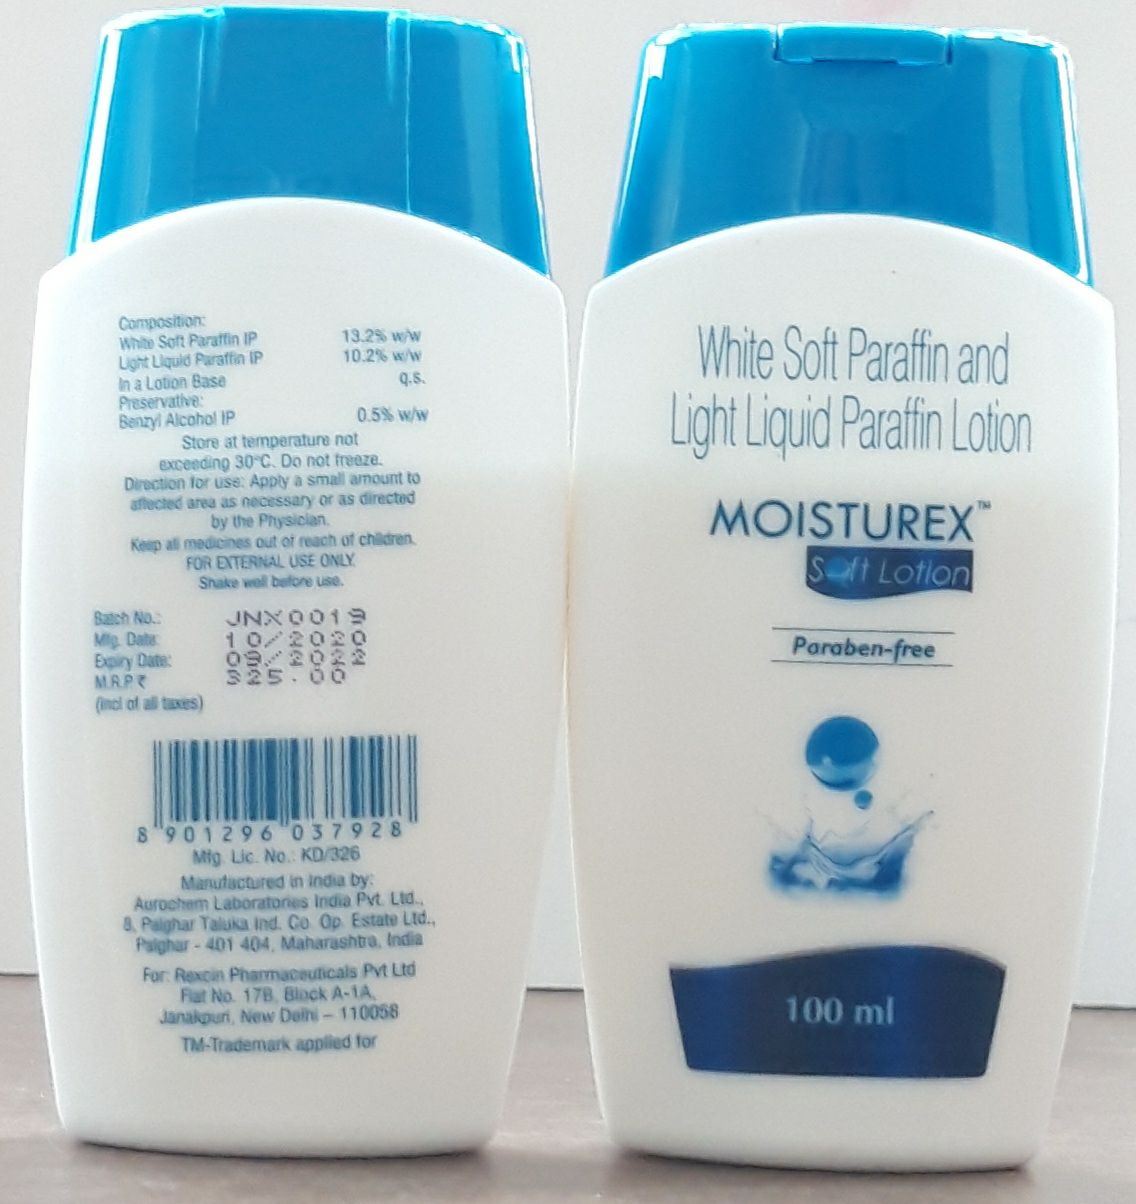 Composition:
White Soft Paraffin IP 13.2% w/w
Light Liquid Paraffin IP 10.2% w/w
In a Lotion Base q.s.
Preservative:
Benzyl Alcohol IP 0.5% w/w
Store at temperature not
exceeding 30°C. Do not freeze.
Direction for use: Apply a small amount to
affected area as necessary or as directed
by the Physician.
Keep all medicines out of reach of children.
FOR EXTERNAL USE ONLY.
Shake well before use.
Batch No.: JNX0019
Mfg. Date: 10/2020
Expiry Date: 09/2022
M.R.P ₹ 325.00
(incl of all taxes)
8 901296 037928
Mfg. Lic. No.: KD/326
Manufactured in India by:
Aurochem Laboratories India Pvt. Ltd.,
8, Palghar Taluka Ind. Co. Op. Estate Ltd.,
Palghar - 401 404, Maharashtra, India
For: Rexcin Pharmaceuticals Pvt Ltd
Flat No. 17B, Block A-1A,
Janakpuri, New Delhi – 110058
TM-Trademark applied for
White Soft Paraffin and
Light Liquid Paraffin Lotion
MOISTUREX™
Soft Lotion
Paraben-free
100 ml